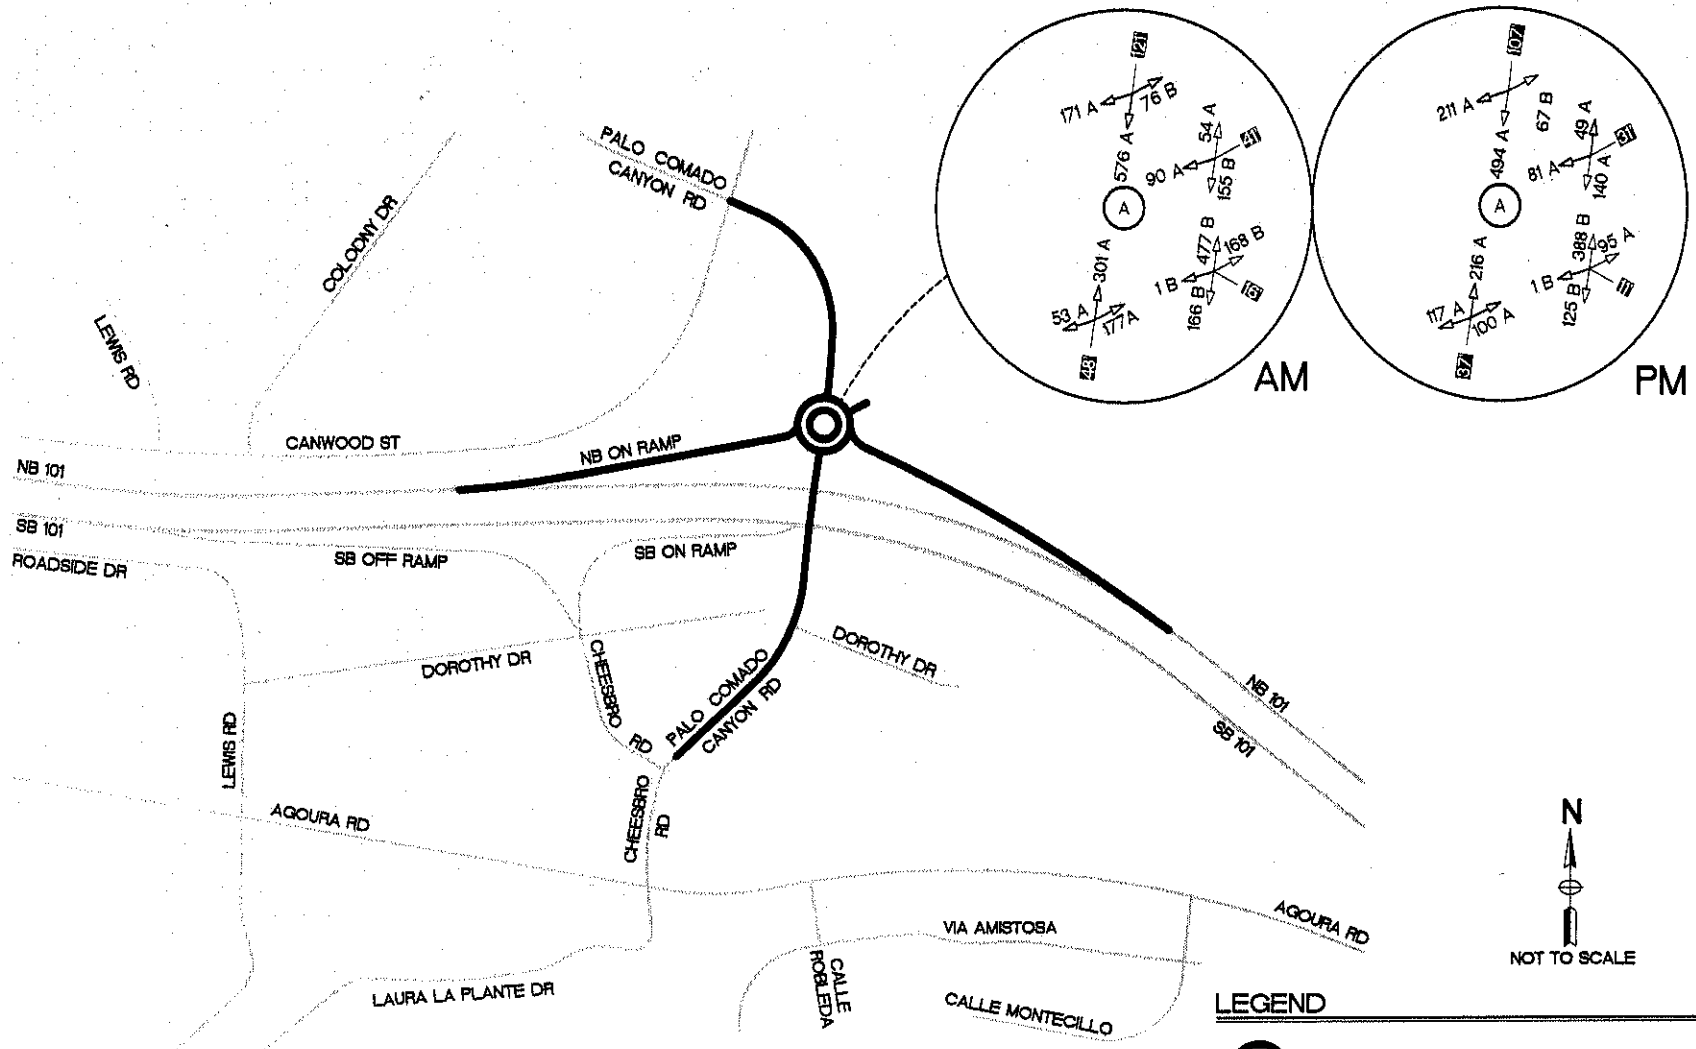 121
171 A
76 B
576 A
54 A
41
90 A
155 B
A
477 B
168 B
301 A
1 B
166 B
15
53 A
177A
48
AM
107
211 A
67 B
494 A
49 A
31
81 A
140 A
A
388 B
95 A
216 A
1 B
125 B
11
117 A
100 A
37
PM
PALO COMADO
CANYON RD
COLODNY DR
LEWIS RD
CANWOOD ST
NB ON RAMP
NB 101
SB 101
ROADSIDE DR
SB OFF RAMP
SB ON RAMP
DOROTHY DR
CHEESBRO
RD
PALO COMADO
CANYON RD
DOROTHY DR
NB 101
SB 101
LEWIS RD
CHEESBRO
RD
AGOURA RD
N
NOT TO SCALE
AGOURA RD
VIA AMISTOSA
CALLE
ROBLEDA
LAURA LA PLANTE DR
CALLE MONTECILLO
LEGEND